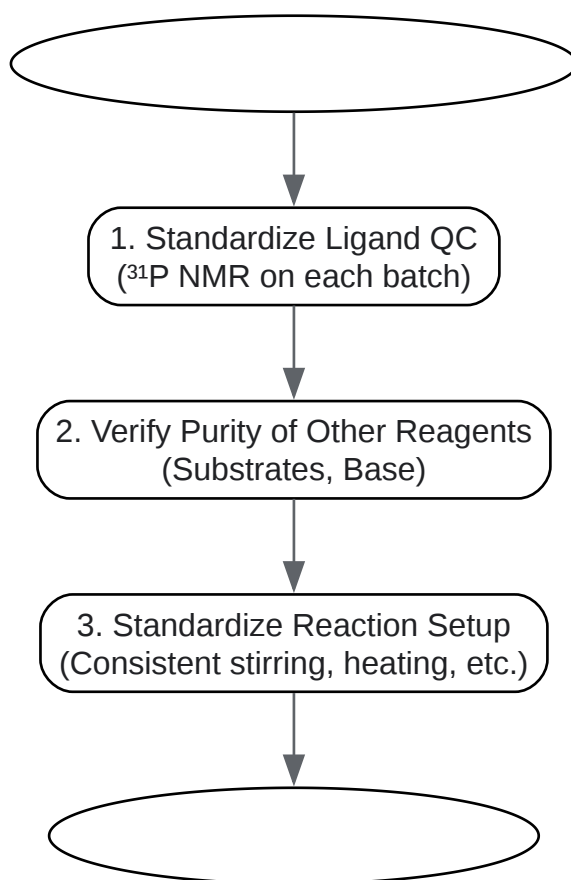 1. Standardize Ligand QC
(³¹P NMR on each batch)
2. Verify Purity of Other Reagents
(Substrates, Base)
3. Standardize Reaction Setup
(Consistent stirring, heating, etc.)